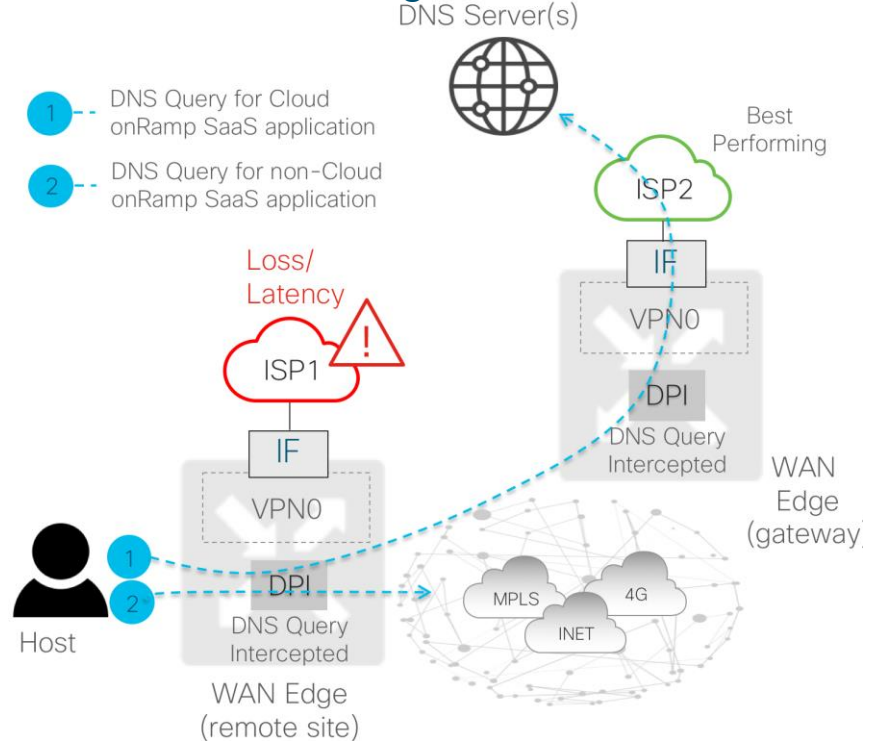 DNS Server(s)
1
DNS Query for Cloud
onRamp SaaS application
2
DNS Query for non-Cloud
onRamp SaaS application
Best
Performing
ISP2
IF
VPN0
DPI
DNS Query
Intercepted
WAN
Edge
(gateway)
Loss/
Latency
!
ISP1
IF
VPN0
1
2
DPI
DNS Query
Intercepted
Host
WAN Edge
(remote site)
MPLS
4G
INET